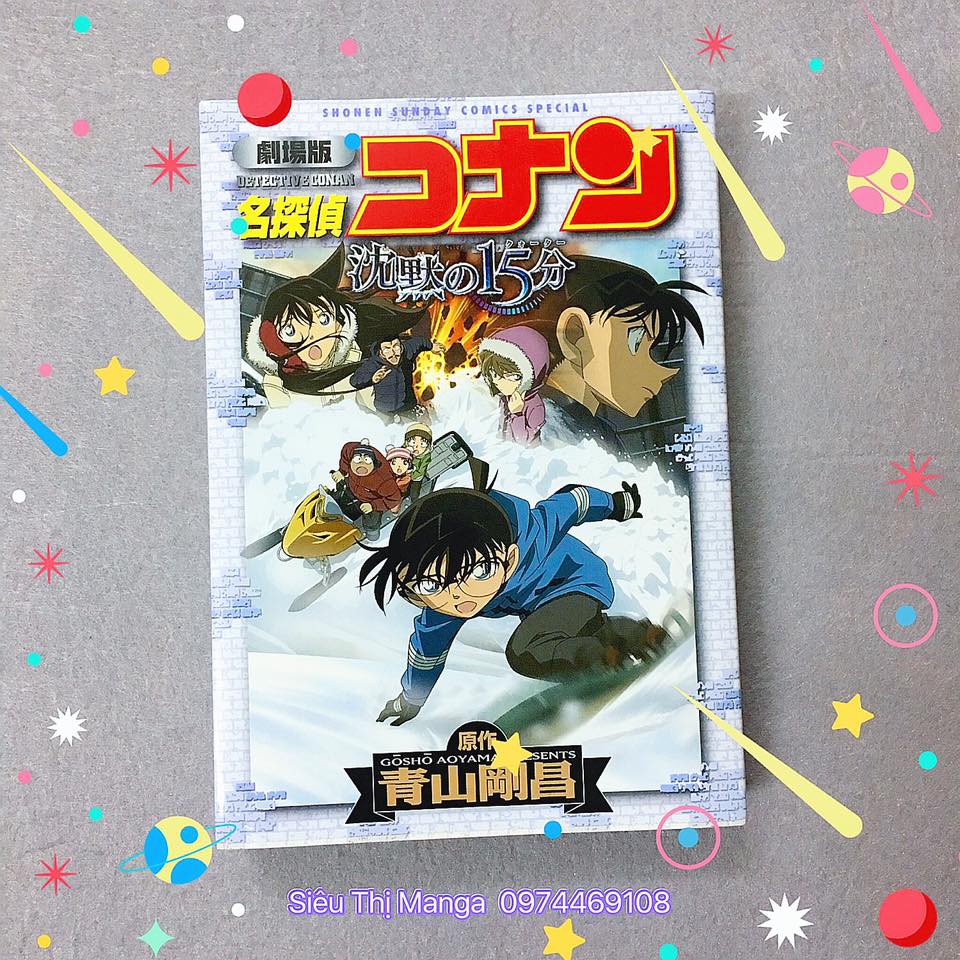 SHONEN SUNDAY COMICS SPECIAL
劇場版
DETECTIVE CONAN
名探偵
コナン
クォーター
沈黙の15分
原作
GŌSHŌ AOYAMA PRESENTS
青山剛昌
Siêu Thị Manga 0974469108